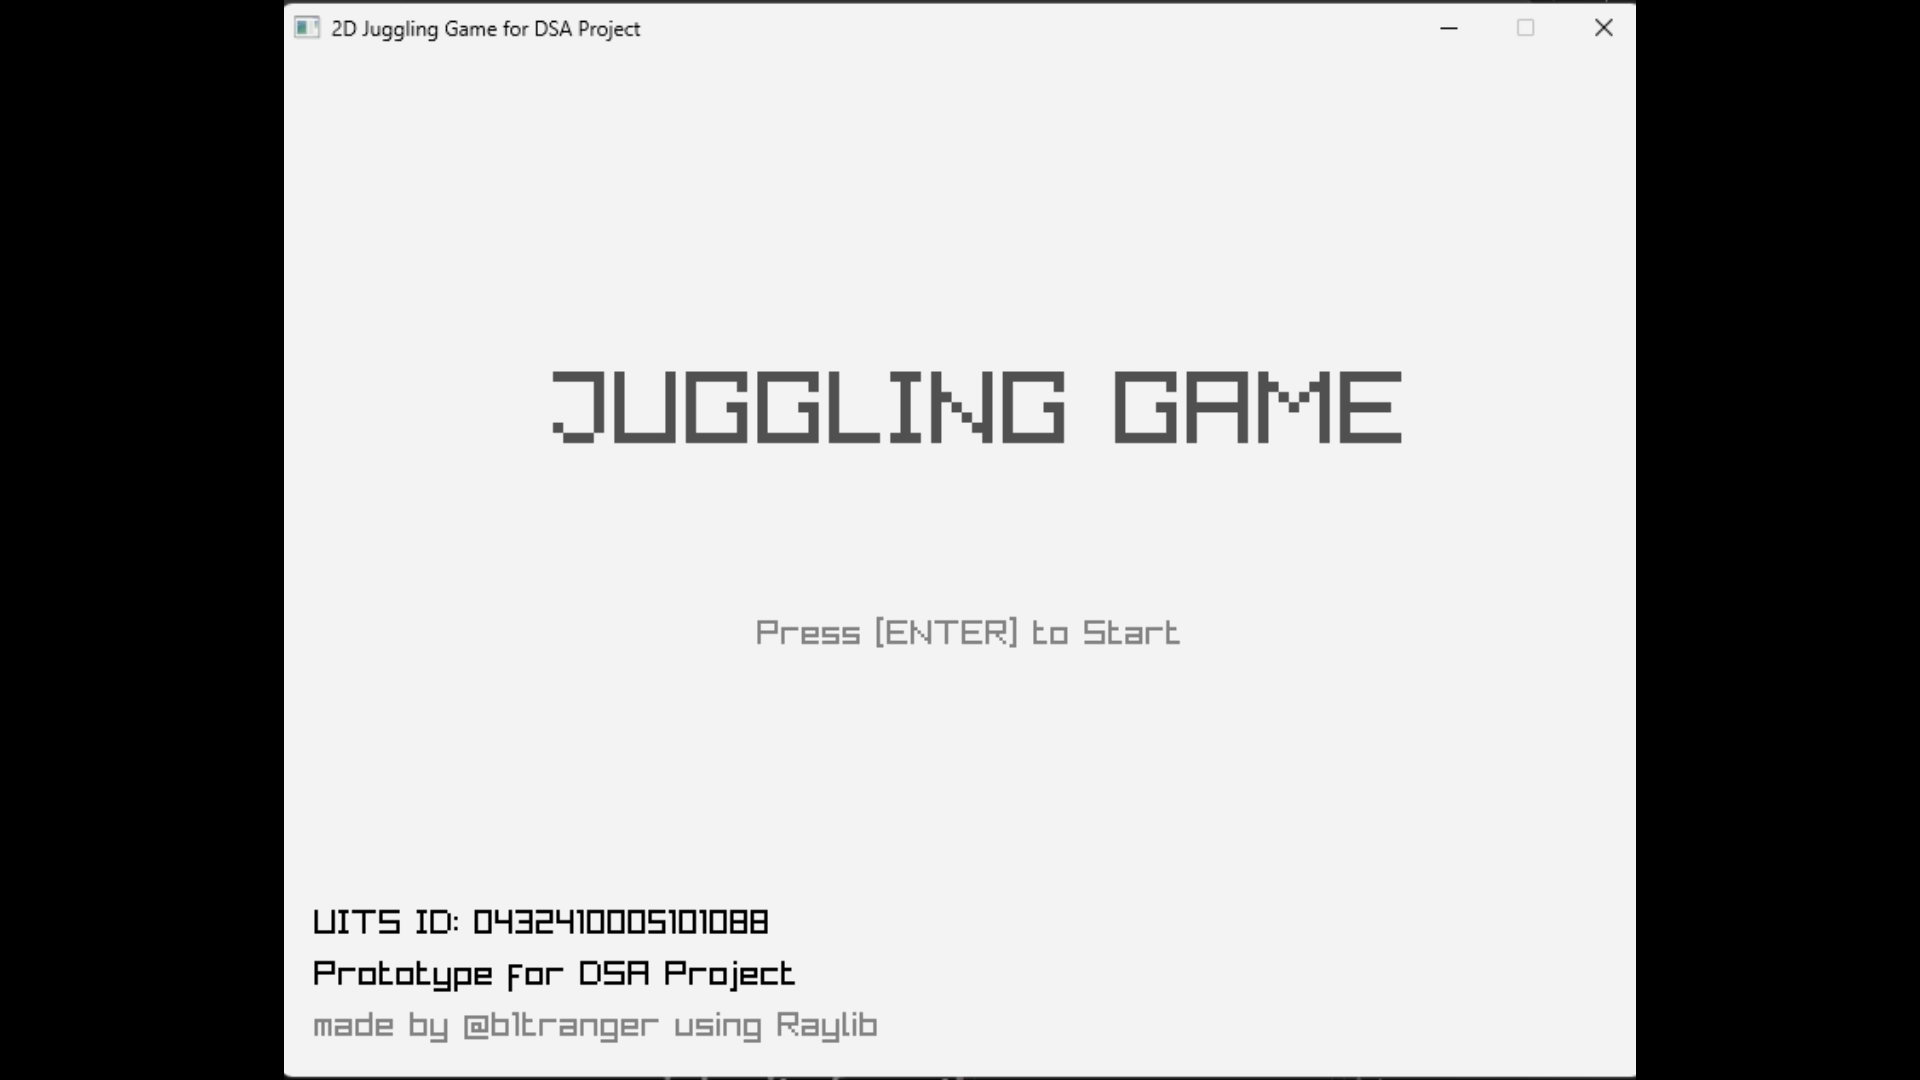 2D Juggling Game for DSA Project
JUGGLING GAME
Press [ENTER] to Start
UITS ID: 0432410005101088
Prototype for DSA Project
made by @b1tranger using Raylib